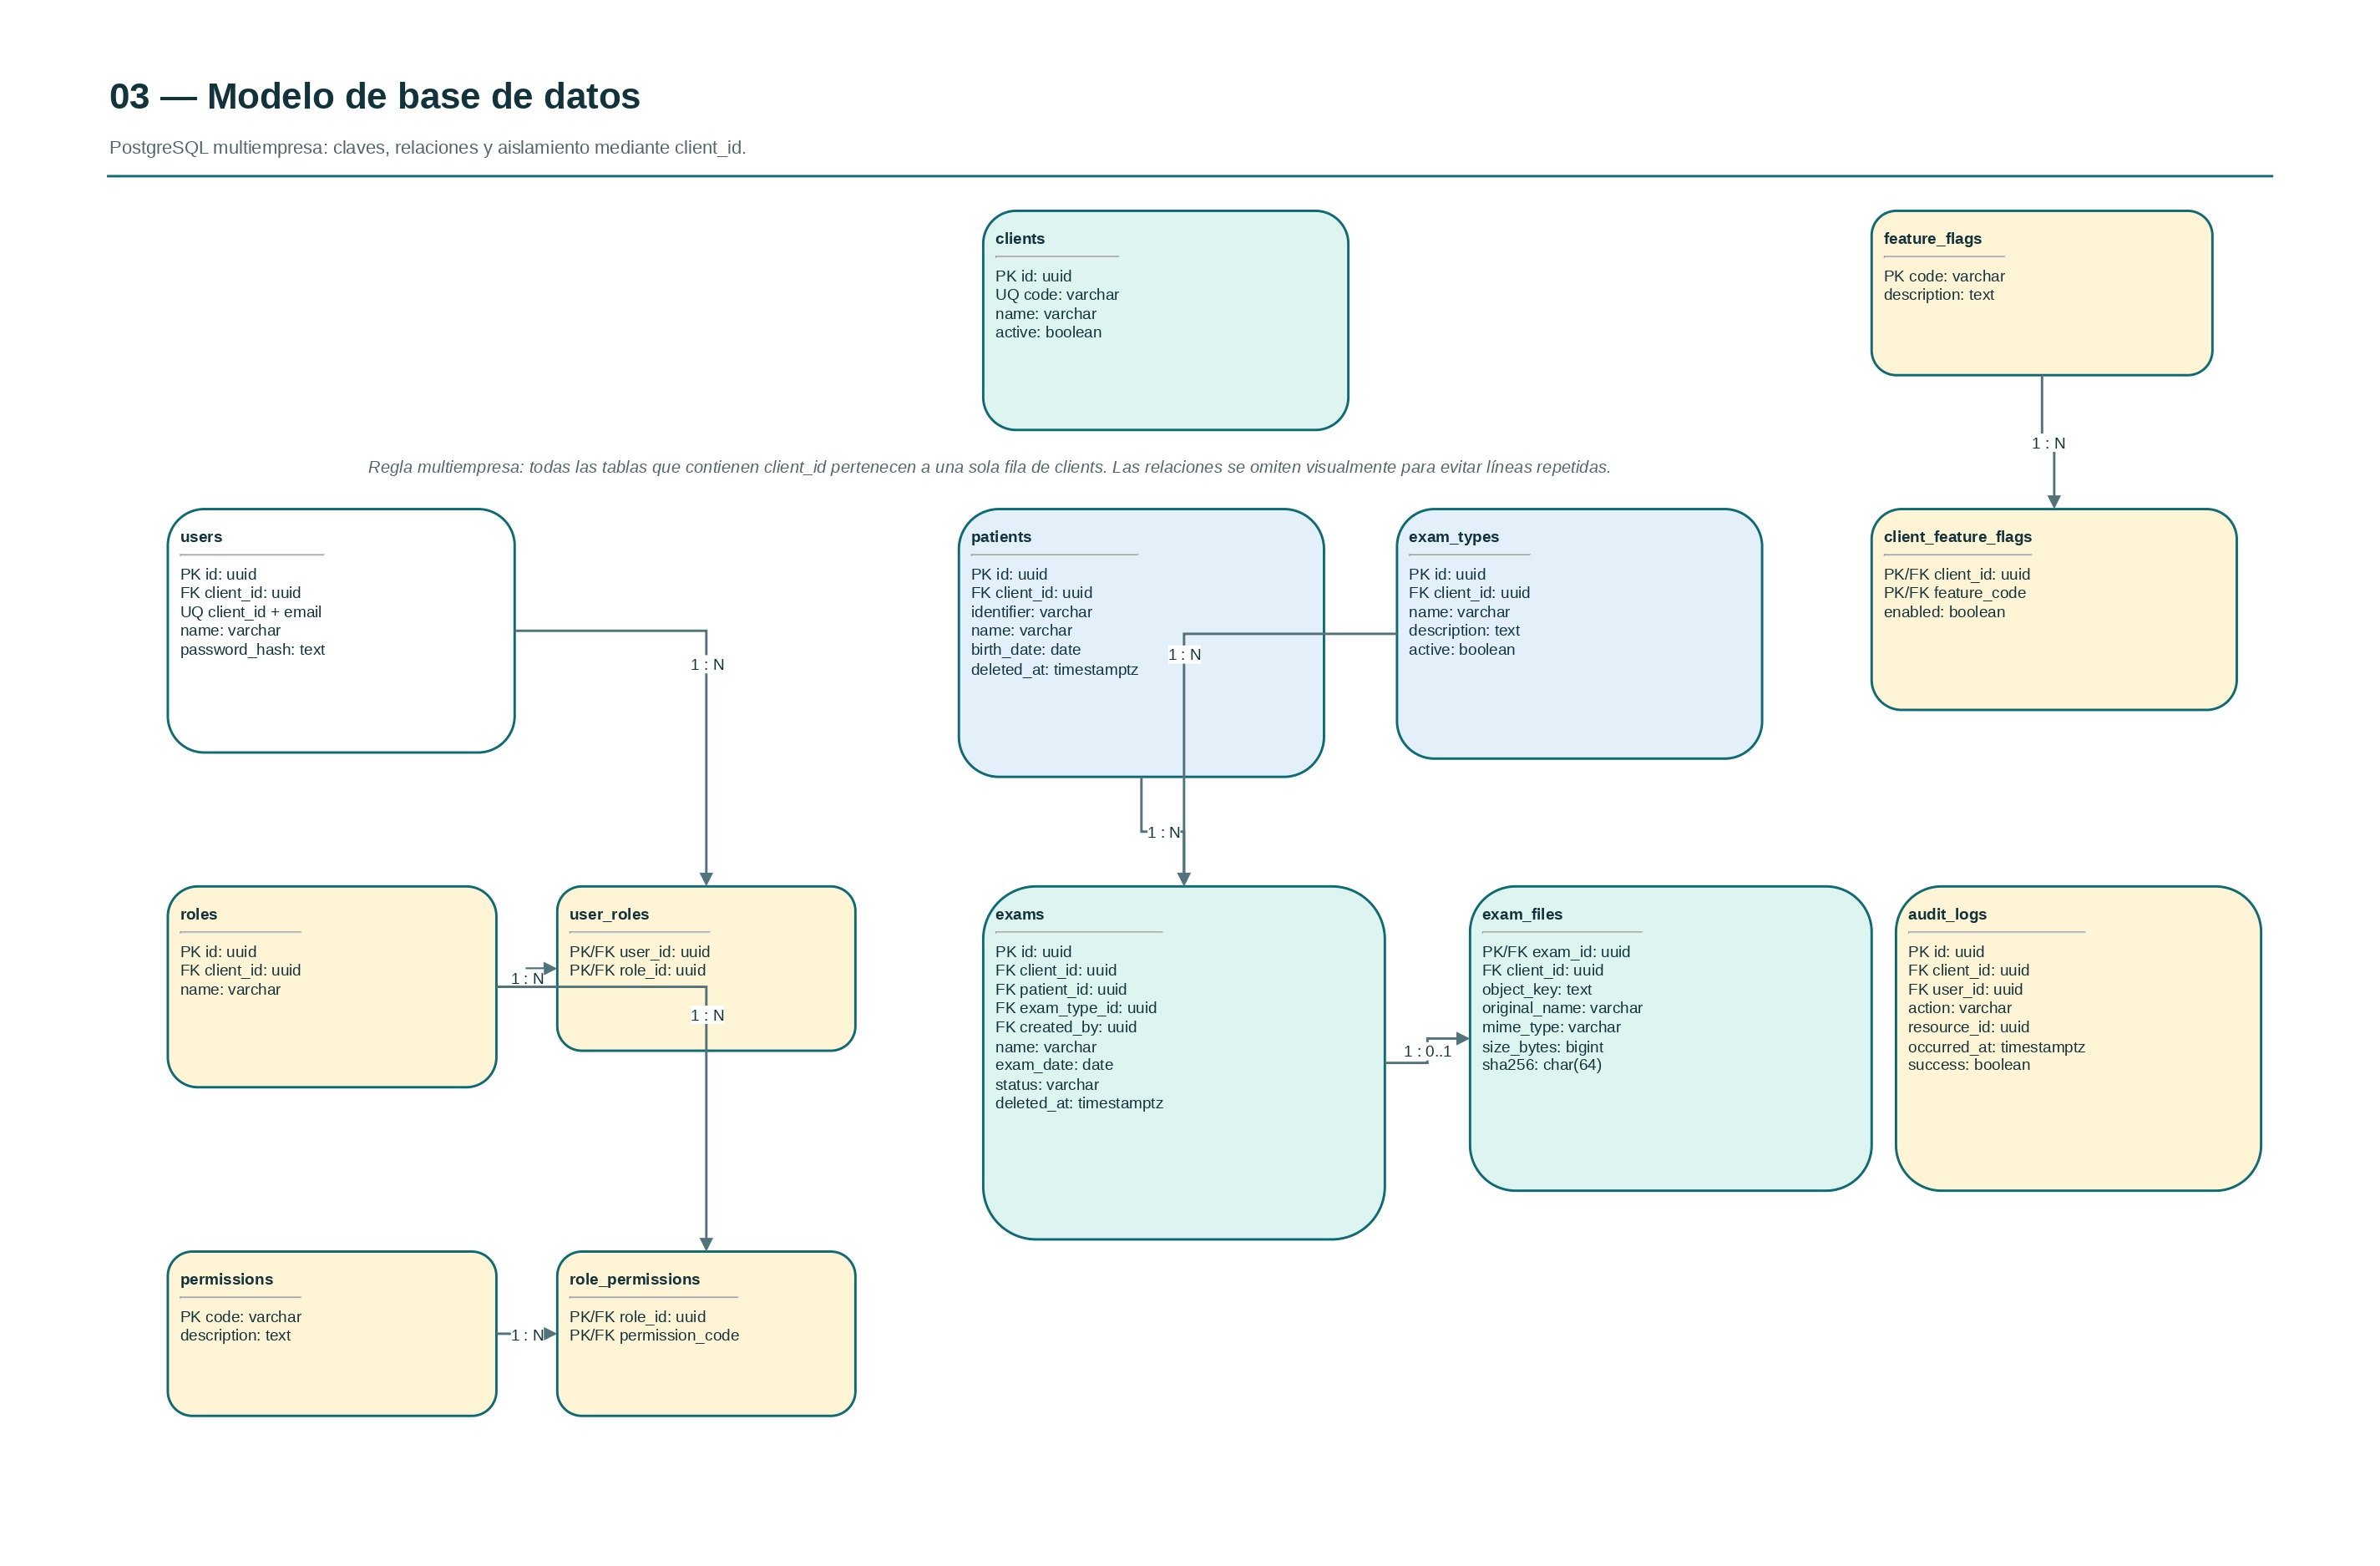 03 — Modelo de base de datos
PostgreSQL multiempresa: claves, relaciones y aislamiento mediante client_id.
clients
PK id: uuid
UQ code: varchar
name: varchar
active: boolean
feature_flags
PK code: varchar
description: text
1 : N
Regla multiempresa: todas las tablas que contienen client_id pertenecen a una sola fila de clients. Las relaciones se omiten visualmente para evitar líneas repetidas.
users
PK id: uuid
FK client_id: uuid
UQ client_id + email
name: varchar
password_hash: text
1 : N
patients
PK id: uuid
FK client_id: uuid
identifier: varchar
name: varchar
birth_date: date
deleted_at: timestamptz
1 : N
exam_types
PK id: uuid
FK client_id: uuid
name: varchar
description: text
active: boolean
client_feature_flags
PK/FK client_id: uuid
PK/FK feature_code
enabled: boolean
1 : N
roles
PK id: uuid
FK client_id: uuid
name: varchar
1 : N
user_roles
PK/FK user_id: uuid
PK/FK role_id: uuid
1 : N
exams
PK id: uuid
FK client_id: uuid
FK patient_id: uuid
FK exam_type_id: uuid
FK created_by: uuid
name: varchar
exam_date: date
status: varchar
deleted_at: timestamptz
1 : 0..1
exam_files
PK/FK exam_id: uuid
FK client_id: uuid
object_key: text
original_name: varchar
mime_type: varchar
size_bytes: bigint
sha256: char(64)
audit_logs
PK id: uuid
FK client_id: uuid
FK user_id: uuid
action: varchar
resource_id: uuid
occurred_at: timestamptz
success: boolean
permissions
PK code: varchar
description: text
1 : N
role_permissions
PK/FK role_id: uuid
PK/FK permission_code